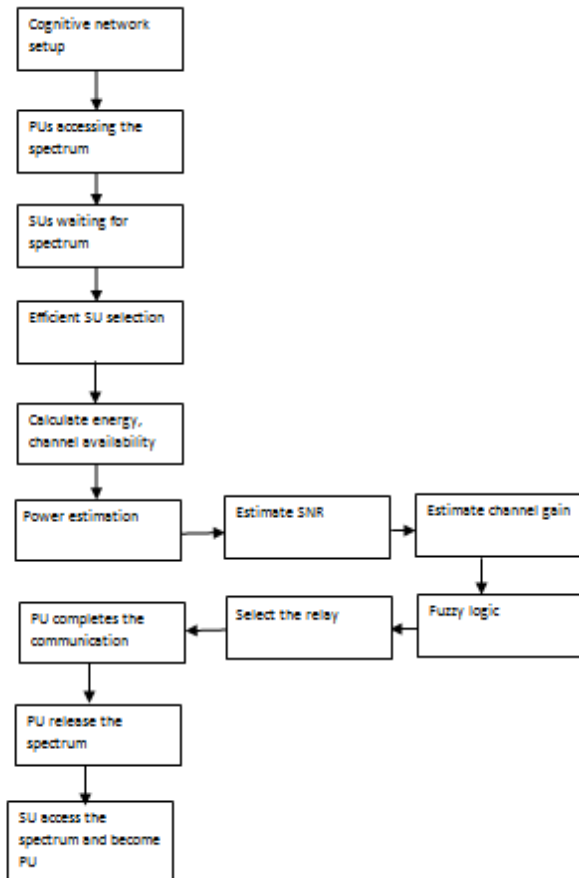 Cognitive network
setup
PUs accessing the
spectrum
SUs waiting for
spectrum
Efficient SU selection
Calculate energy,
channel availability
Power estimation
Estimate SNR
Estimate channel gain
Fuzzy logic
Select the relay
PU completes the
communication
PU release the
spectrum
SU access the
spectrum and become
PU